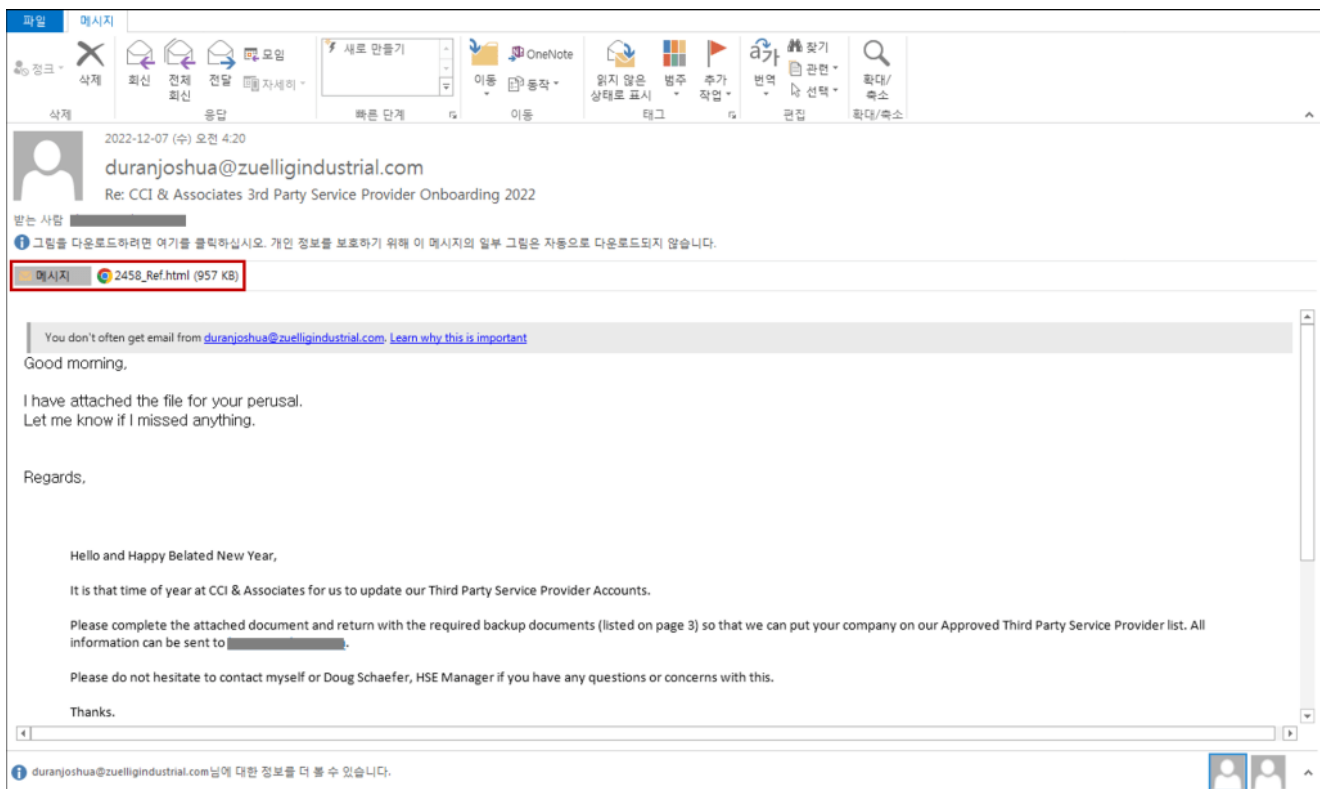 파일 메시지
정크 삭제 회신 전체 회신 전달 모임 자세히 새로 만들기 이동 OneNote 동작 읽지 않은 상태로 표시 범주 추가 작업 번역 찾기 관련 선택 확대/축소
삭제 응답 빠른 단계 이동 태그 편집 확대/축소
2022-12-07 (수) 오전 4:20
duranjoshua@zuelligindustrial.com
Re: CCI & Associates 3rd Party Service Provider Onboarding 2022
받는 사람
그림을 다운로드하려면 여기를 클릭하십시오. 개인 정보를 보호하기 위해 이 메시지의 일부 그림은 자동으로 다운로드되지 않습니다.
메시지 2458_Ref.html (957 KB)
You don't often get email from duranjoshua@zuelligindustrial.com. Learn why this is important
Good morning,
I have attached the file for your perusal.
Let me know if I missed anything.
Regards,
Hello and Happy Belated New Year,
It is that time of year at CCI & Associates for us to update our Third Party Service Provider Accounts.
Please complete the attached document and return with the required backup documents (listed on page 3) so that we can put your company on our Approved Third Party Service Provider list. All
information can be sent to .
Please do not hesitate to contact myself or Doug Schaefer, HSE Manager if you have any questions or concerns with this.
Thanks.
duranjoshua@zuelligindustrial.com님에 대한 정보를 더 볼 수 있습니다.